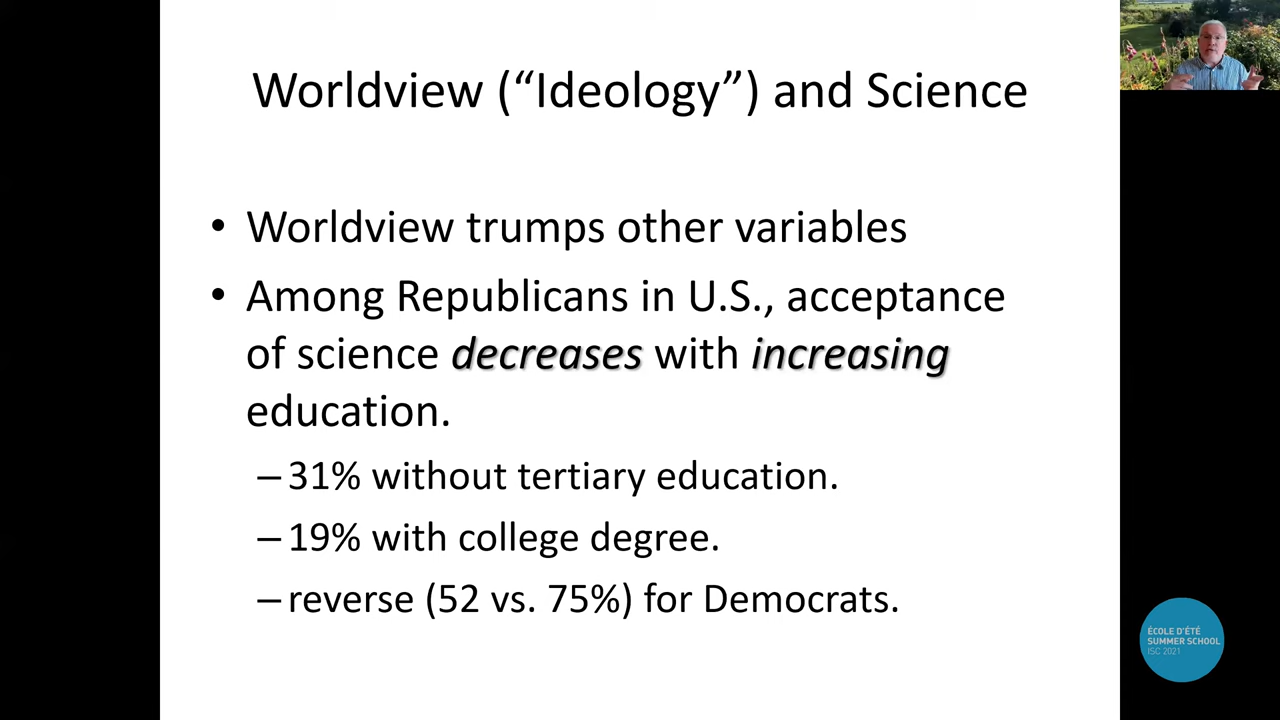 Worldview (“Ideology”) and Science
• Worldview trumps other variables
• Among Republicans in U.S., acceptance
of science decreases with increasing
education.
– 31% without tertiary education.
– 19% with college degree.
– reverse (52 vs. 75%) for Democrats.
ÉCOLE D'ÉTÉ
SUMMER SCHOOL
ISC 2021